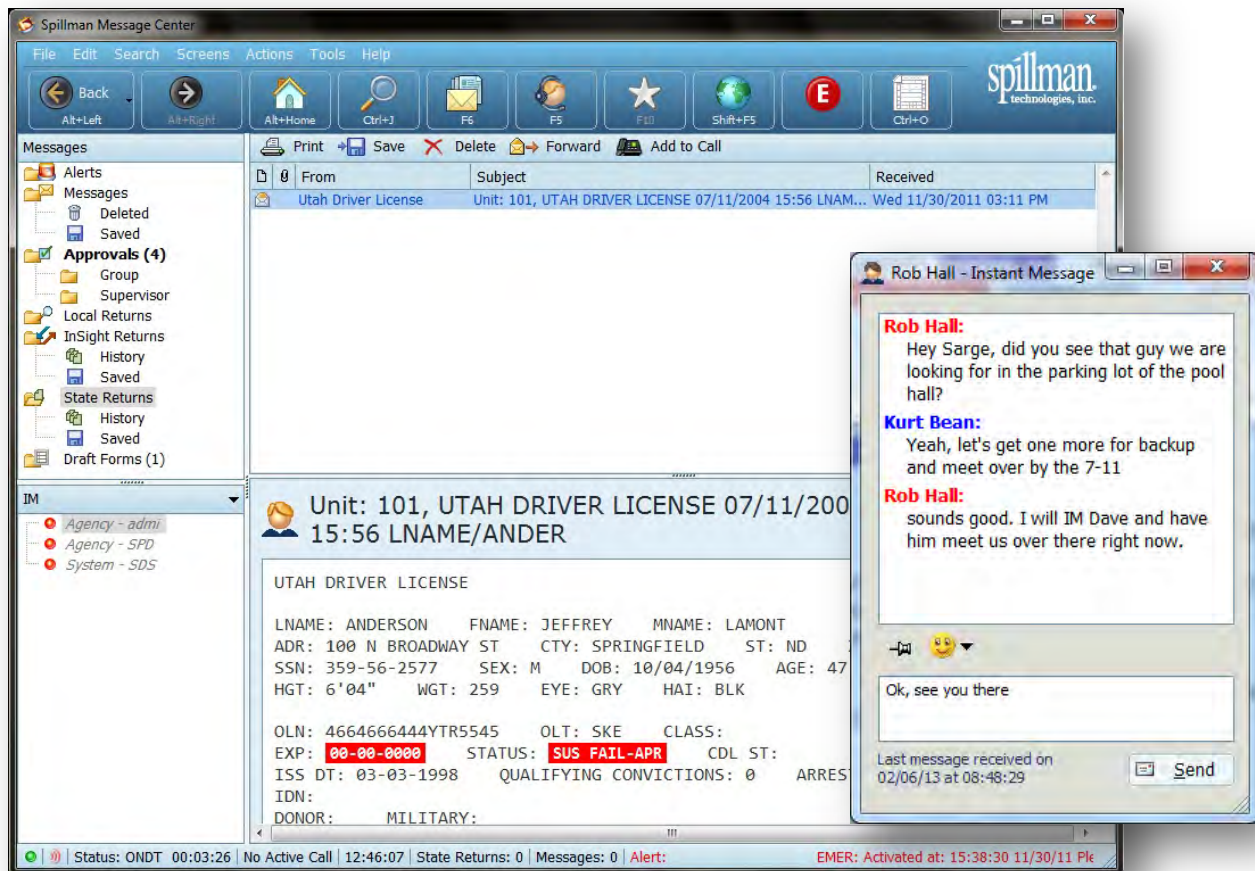 Spillman Message Center
File Edit Search Screens Actions Tools Help
Back
Alt+Left
Alt+Right
Alt+Home
Ctrl+J
F6
F5
F10
Shift+F5
E
Ctrl+O
spillman
technologies, inc.
Messages
Alerts
Messages
Deleted
Saved
Approvals (4)
Group
Supervisor
Local Returns
InSight Returns
History
Saved
State Returns
History
Saved
Draft Forms (1)
IM
Agency - admi
Agency - SPD
System - SDS
Print Save Delete Forward Add to Call
From Subject Received
Utah Driver License Unit: 101, UTAH DRIVER LICENSE 07/11/2004 15:56 LNAM... Wed 11/30/2011 03:11 PM
Unit: 101, UTAH DRIVER LICENSE 07/11/200
15:56 LNAME/ANDER
UTAH DRIVER LICENSE
LNAME: ANDERSON FNAME: JEFFREY MNAME: LAMONT
ADR: 100 N BROADWAY ST CTY: SPRINGFIELD ST: ND
SSN: 359-56-2577 SEX: M DOB: 10/04/1956 AGE: 47
HGT: 6'04" WGT: 259 EYE: GRY HAI: BLK
OLN: 4664666444YTR5545 OLT: SKE CLASS:
EXP: 00-00-0000 STATUS: SUS FAIL-APR CDL ST:
ISS DT: 03-03-1998 QUALIFYING CONVICTIONS: 0 ARREST
IDN:
DONOR: MILITARY:
Rob Hall - Instant Message
Rob Hall:
Hey Sarge, did you see that guy we are
looking for in the parking lot of the pool
hall?
Kurt Bean:
Yeah, let's get one more for backup
and meet over by the 7-11
Rob Hall:
sounds good. I will IM Dave and have
him meet us over there right now.
Ok, see you there
Last message received on
02/06/13 at 08:48:29
Send
Status: ONDT 00:03:26 No Active Call 12:46:07 State Returns: 0 Messages: 0 Alert: EMER: Activated at: 15:38:30 11/30/11 Ple